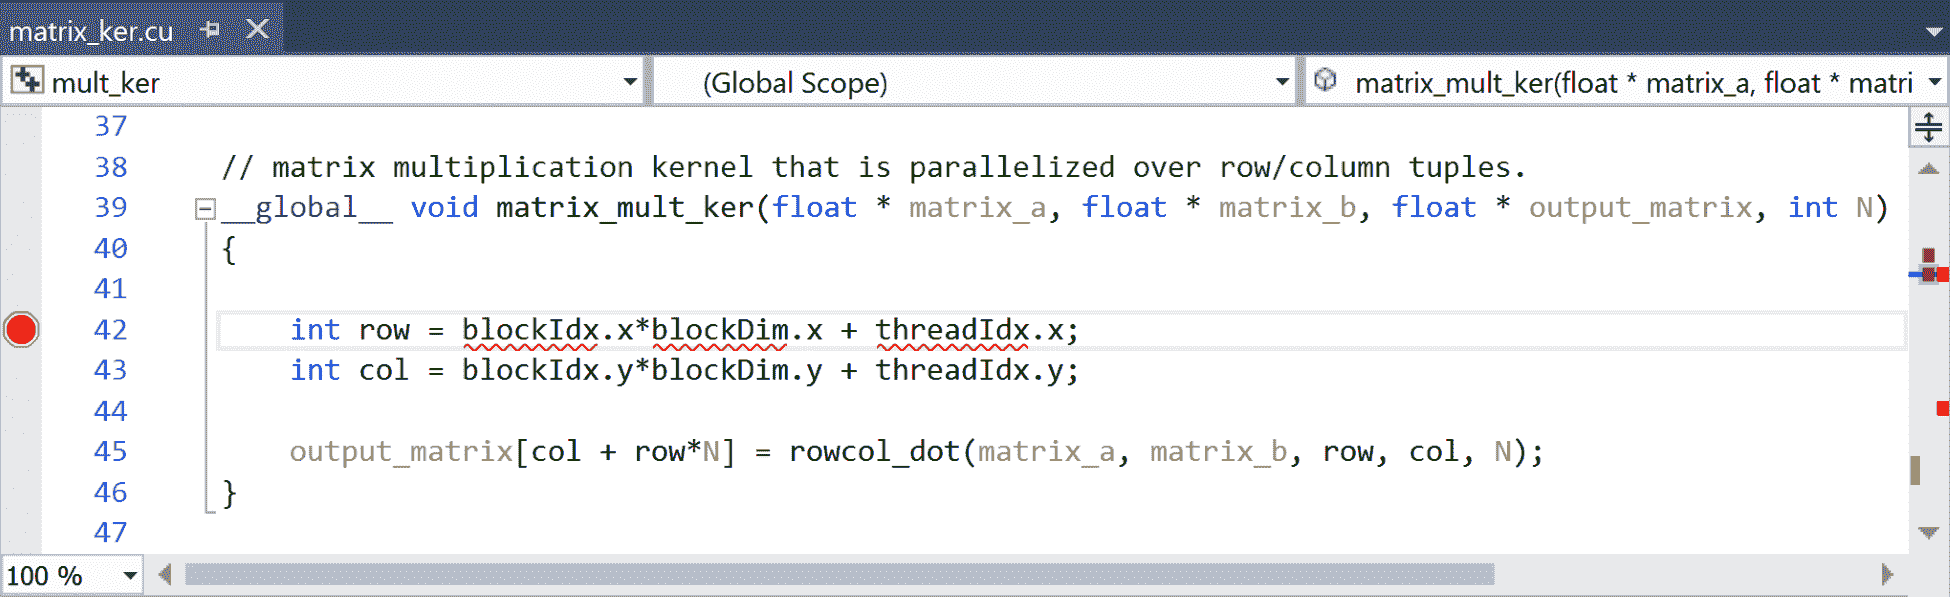 matrix_ker.cu
mult_ker (Global Scope) matrix_mult_ker(float * matrix_a, float * matri
37
38 // matrix multiplication kernel that is parallelized over row/column tuples.
39 __global__ void matrix_mult_ker(float * matrix_a, float * matrix_b, float * output_matrix, int N)
40 {
41
42 int row = blockIdx.x*blockDim.x + threadIdx.x;
43 int col = blockIdx.y*blockDim.y + threadIdx.y;
44
45 output_matrix[col + row*N] = rowcol_dot(matrix_a, matrix_b, row, col, N);
46 }
47
100 %